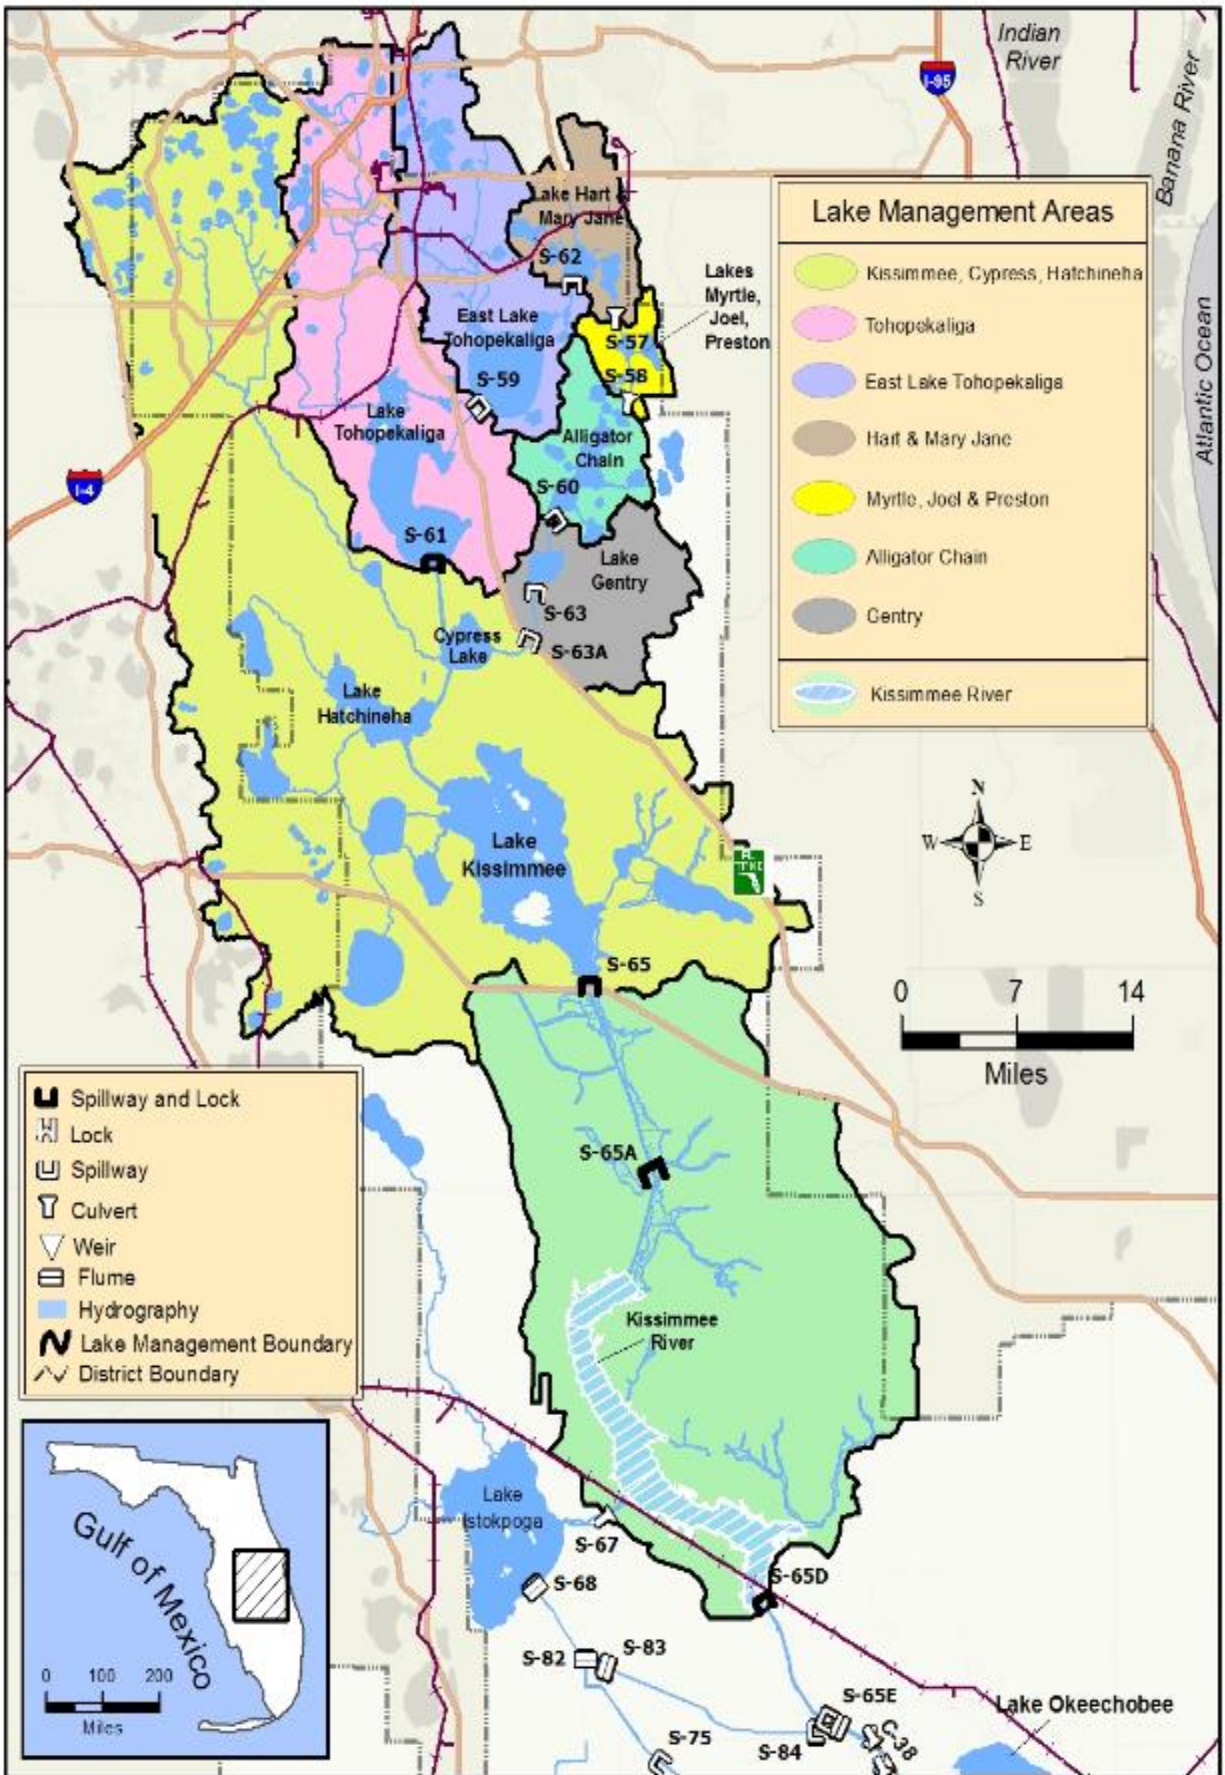 Indian
River
I-95
Banana River
Atlantic Ocean
Lake Management Areas
Kissimmee, Cypress, Hatchineha
Tohopekaliga
East Lake Tohopekaliga
Hart & Mary Jane
Myrtle, Joel & Preston
Alligator Chain
Gentry
Kissimmee River
Lake Hart
Mary Jane
S-62
Lakes
Myrtle,
Joel,
Preston
East Lake
Tohopekaliga
S-57
S-58
S-59
Lake
Tohopekaliga
Alligator
Chain
I-4
S-60
S-61
Lake
Gentry
S-63
Cypress
Lake
S-63A
Lake
Hatchineha
Lake
Kissimmee
N
W
E
S
S-65
0 7 14
Miles
Spillway and Lock
Lock
Spillway
Culvert
Weir
Flume
Hydrography
Lake Management Boundary
District Boundary
S-65A
Kissimmee
River
Lake
Istokpoga
S-67
S-68
S-65D
S-82
S-83
S-65E
C-38
S-84
S-75
Lake Okeechobee
Gulf of Mexico
0 100 200
Miles